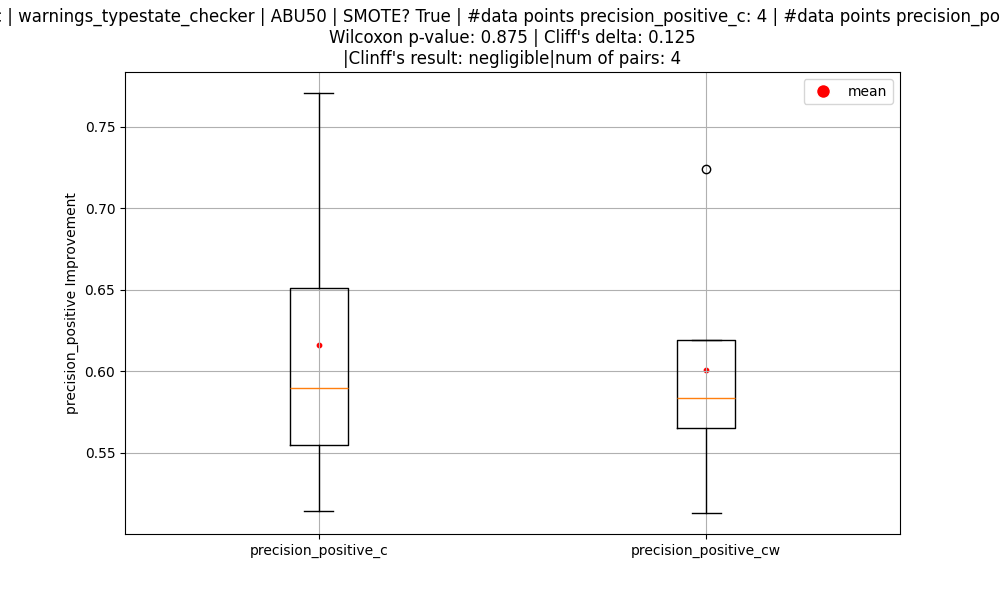 | warnings_typestate_checker | ABU50 | SMOTE? True | #data points precision_positive_c: 4 | #data points precision_po
Wilcoxon p-value: 0.875 | Cliff's delta: 0.125
|Clinff's result: negligible|num of pairs: 4
mean
0.75
0.70
0.65
0.60
0.55
precision_positive Improvement
precision_positive_c
precision_positive_cw